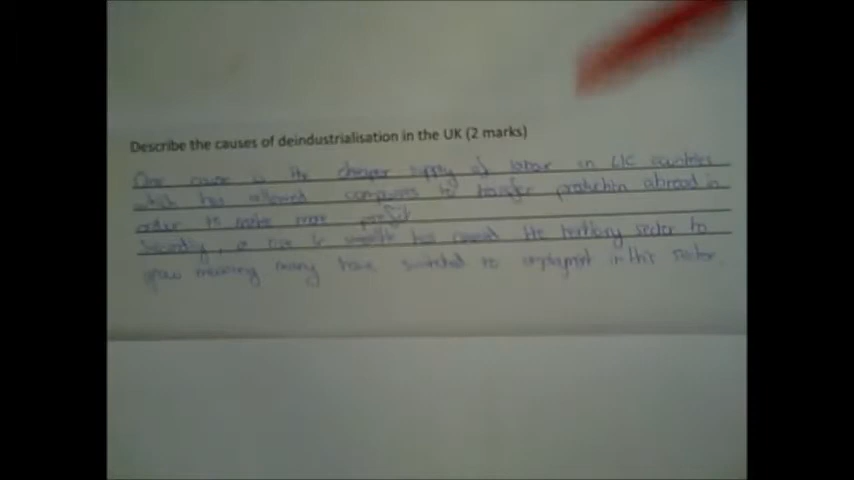 Describe the causes of deindustrialisation in the UK (2 marks)
One cause is the cheaper supply of labour in LIC countries
which has allowed companies to transfer production abroad in
order to make more profit
Secondly, a rise in wealth has caused the tertiary sector to
grow meaning many have switched to employment in this sector